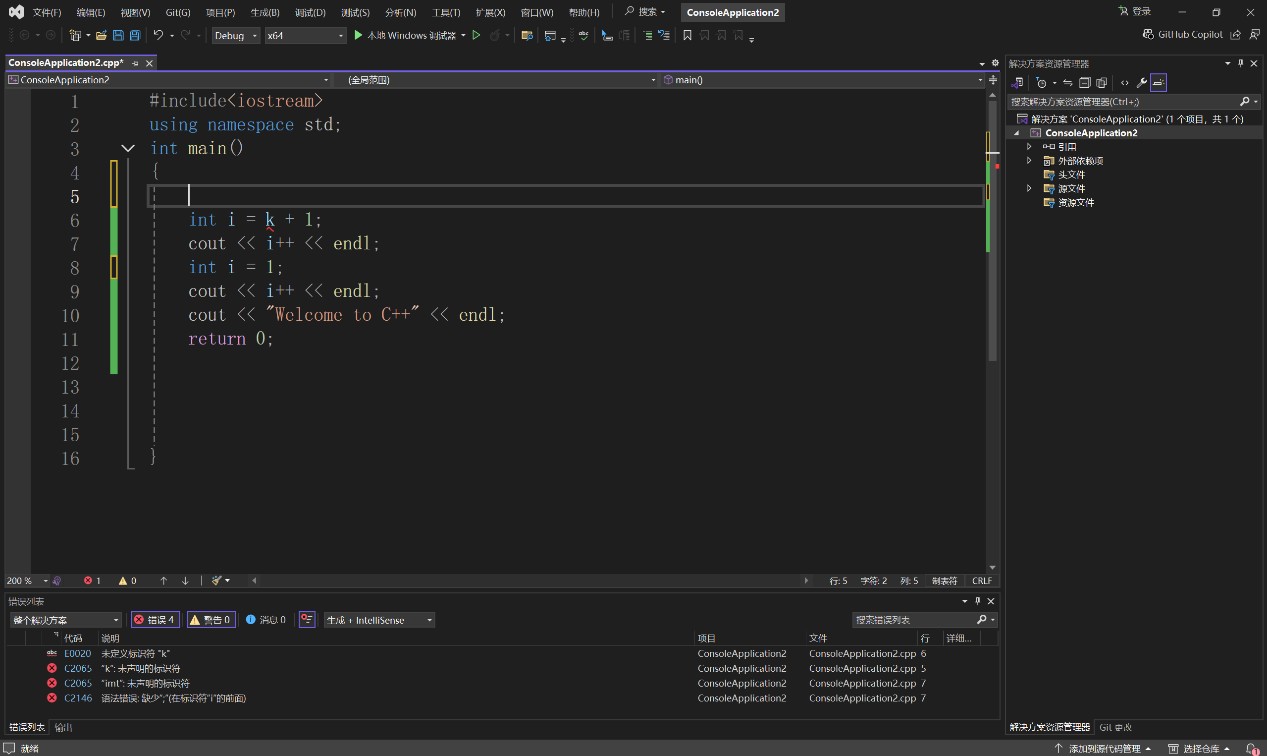 文件(F) 编辑(E) 视图(V) Git(G) 项目(P) 生成(B) 调试(D) 测试(S) 分析(N) 工具(T) 扩展(X) 窗口(W) 帮助(H) 搜索 ConsoleApplication2 登录
Debug x64 本地 Windows 调试器 GitHub Copilot
ConsoleApplication2.cpp*
ConsoleApplication2 (全局范围) main()
1 #include<iostream>
2 using namespace std;
3 int main()
4 {
5
6 int i = k + 1;
7 cout << i++ << endl;
8 int i = 1;
9 cout << i++ << endl;
10 cout << "Welcome to C++" << endl;
11 return 0;
12
13
14
15
16 }
200 % 1 0 行: 5 字符: 2 列: 5 制表符 CRLF
错误列表
整个解决方案 错误 4 警告 0 消息 0 生成 + IntelliSense 搜索错误列表
代码 说明 项目 文件 行 详细...
abc E0020 未定义标识符 "k" ConsoleApplication2 ConsoleApplication2.cpp 6
C2065 "k": 未声明的标识符 ConsoleApplication2 ConsoleApplication2.cpp 5
C2065 "imt": 未声明的标识符 ConsoleApplication2 ConsoleApplication2.cpp 7
C2146 语法错误: 缺少";"(在标识符"i"的前面) ConsoleApplication2 ConsoleApplication2.cpp 7
错误列表 输出
解决方案资源管理器
搜索解决方案资源管理器(Ctrl+;)
解决方案 'ConsoleApplication2' (1 个项目，共 1 个)
ConsoleApplication2
引用
外部依赖项
头文件
源文件
资源文件
解决方案资源管理器 Git 更改
就绪 添加到源代码管理 选择仓库 1